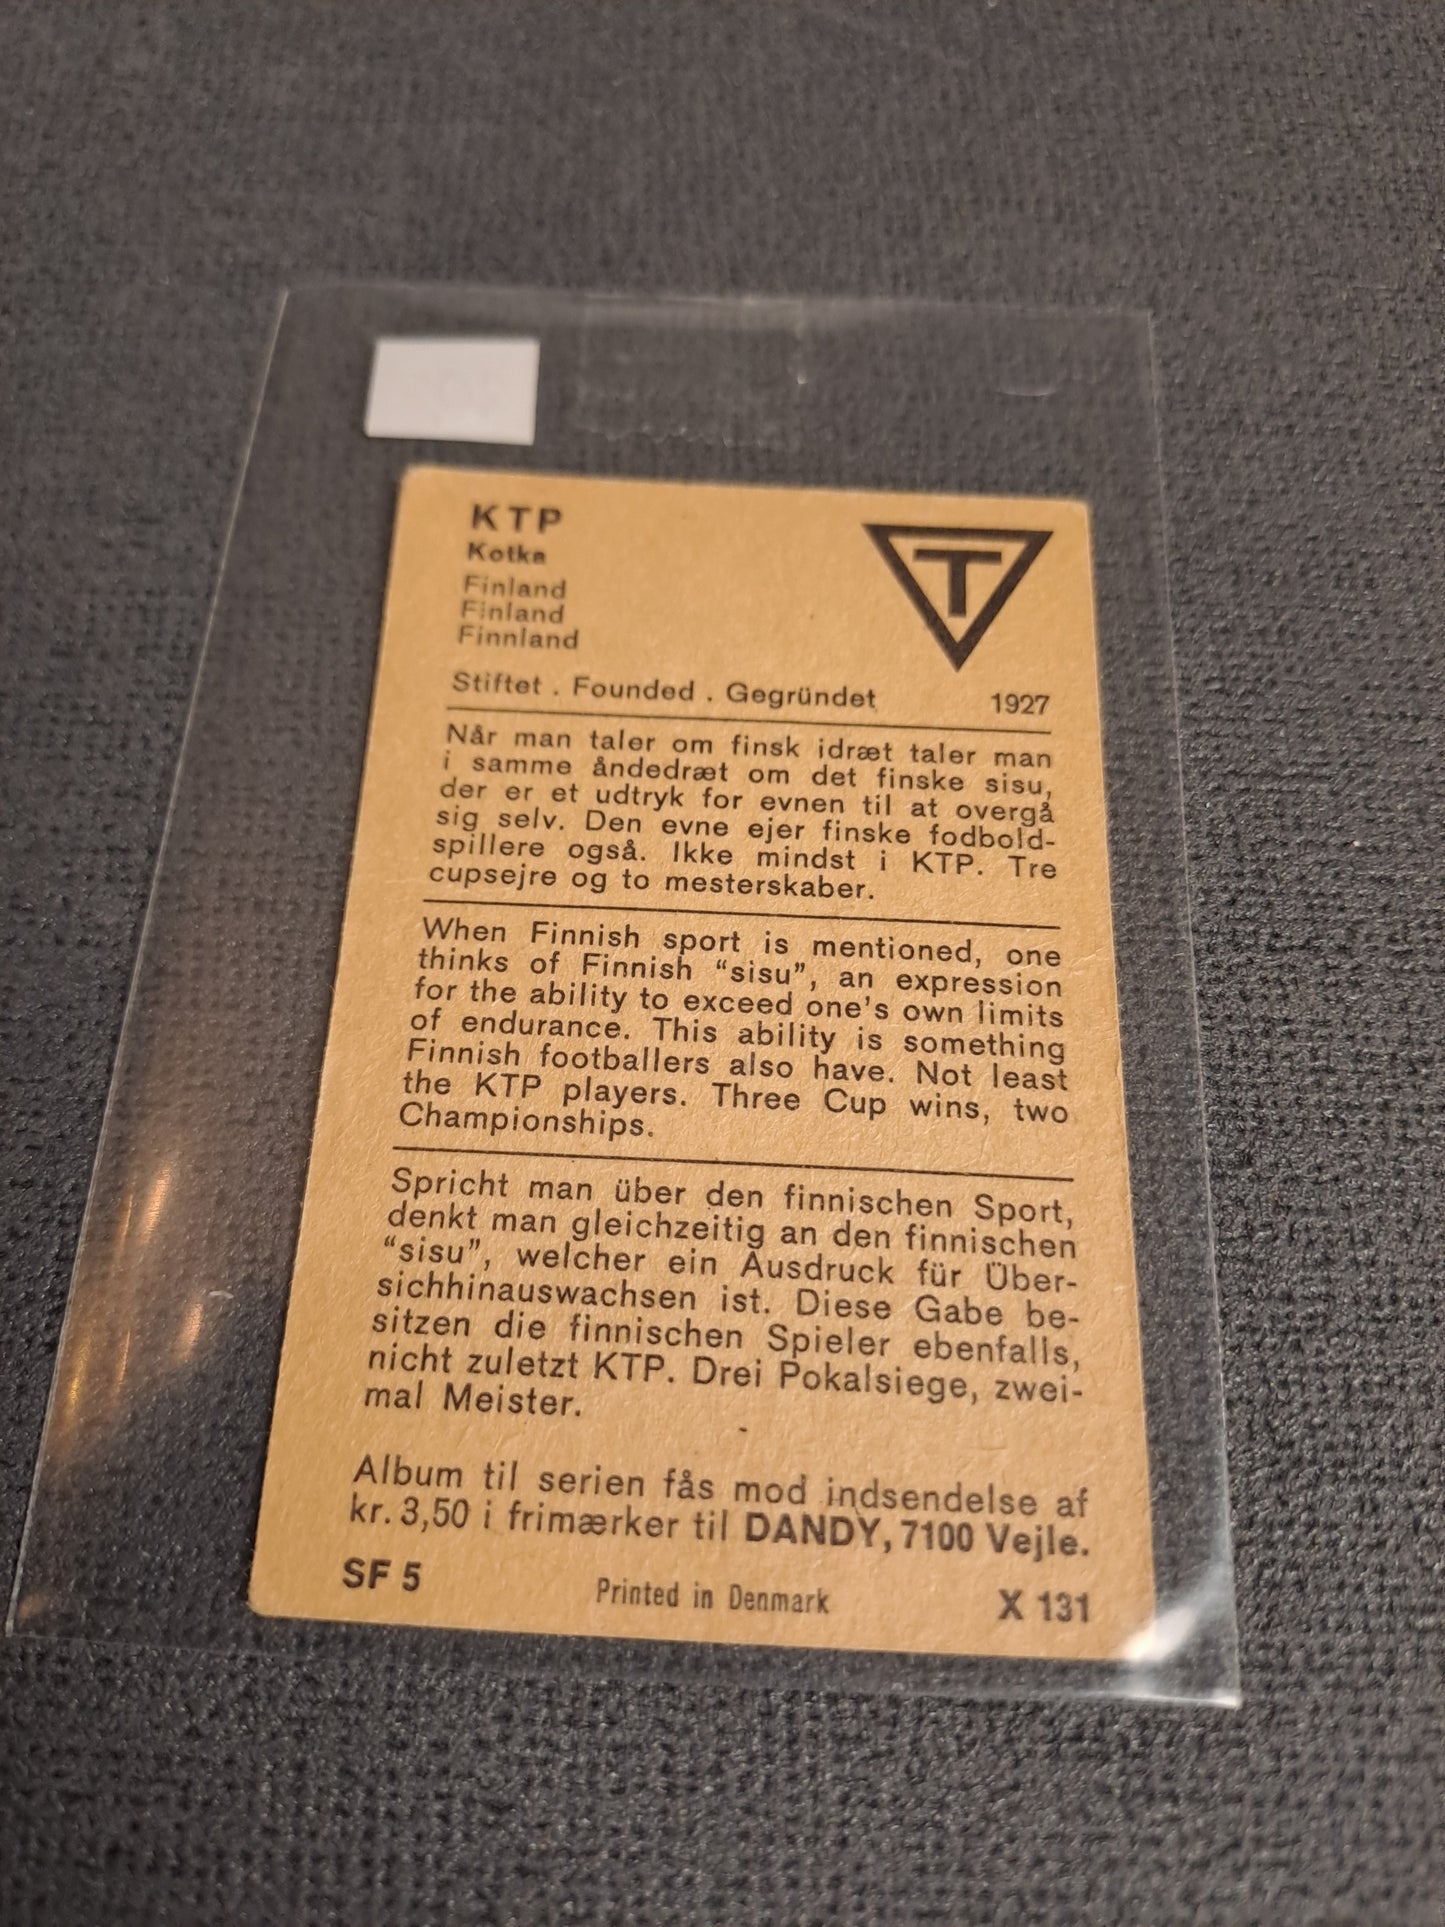 KTP
Kotka
Finland
Finland
Finnland
T
Stiftet . Founded . Gegründet 1927
Når man taler om finsk idræt taler man
i samme åndedræt om det finske sisu,
der er et udtryk for evnen til at overgå
sig selv. Den evne ejer finske fodbold-
spillere også. Ikke mindst i KTP. Tre
cupsejre og to mesterskaber.
When Finnish sport is mentioned, one
thinks of Finnish “sisu”, an expression
for the ability to exceed one’s own limits
of endurance. This ability is something
Finnish footballers also have. Not least
the KTP players. Three Cup wins, two
Championships.
Spricht man über den finnischen Sport,
denkt man gleichzeitig an den finnischen
“sisu”, welcher ein Ausdruck für Über-
sichhinauswachsen ist. Diese Gabe be-
sitzen die finnischen Spieler ebenfalls,
nicht zuletzt KTP. Drei Pokalsiege, zwei-
mal Meister.
Album til serien fås mod indsendelse af
kr. 3,50 i frimærker til DANDY, 7100 Vejle.
SF 5 Printed in Denmark X 131